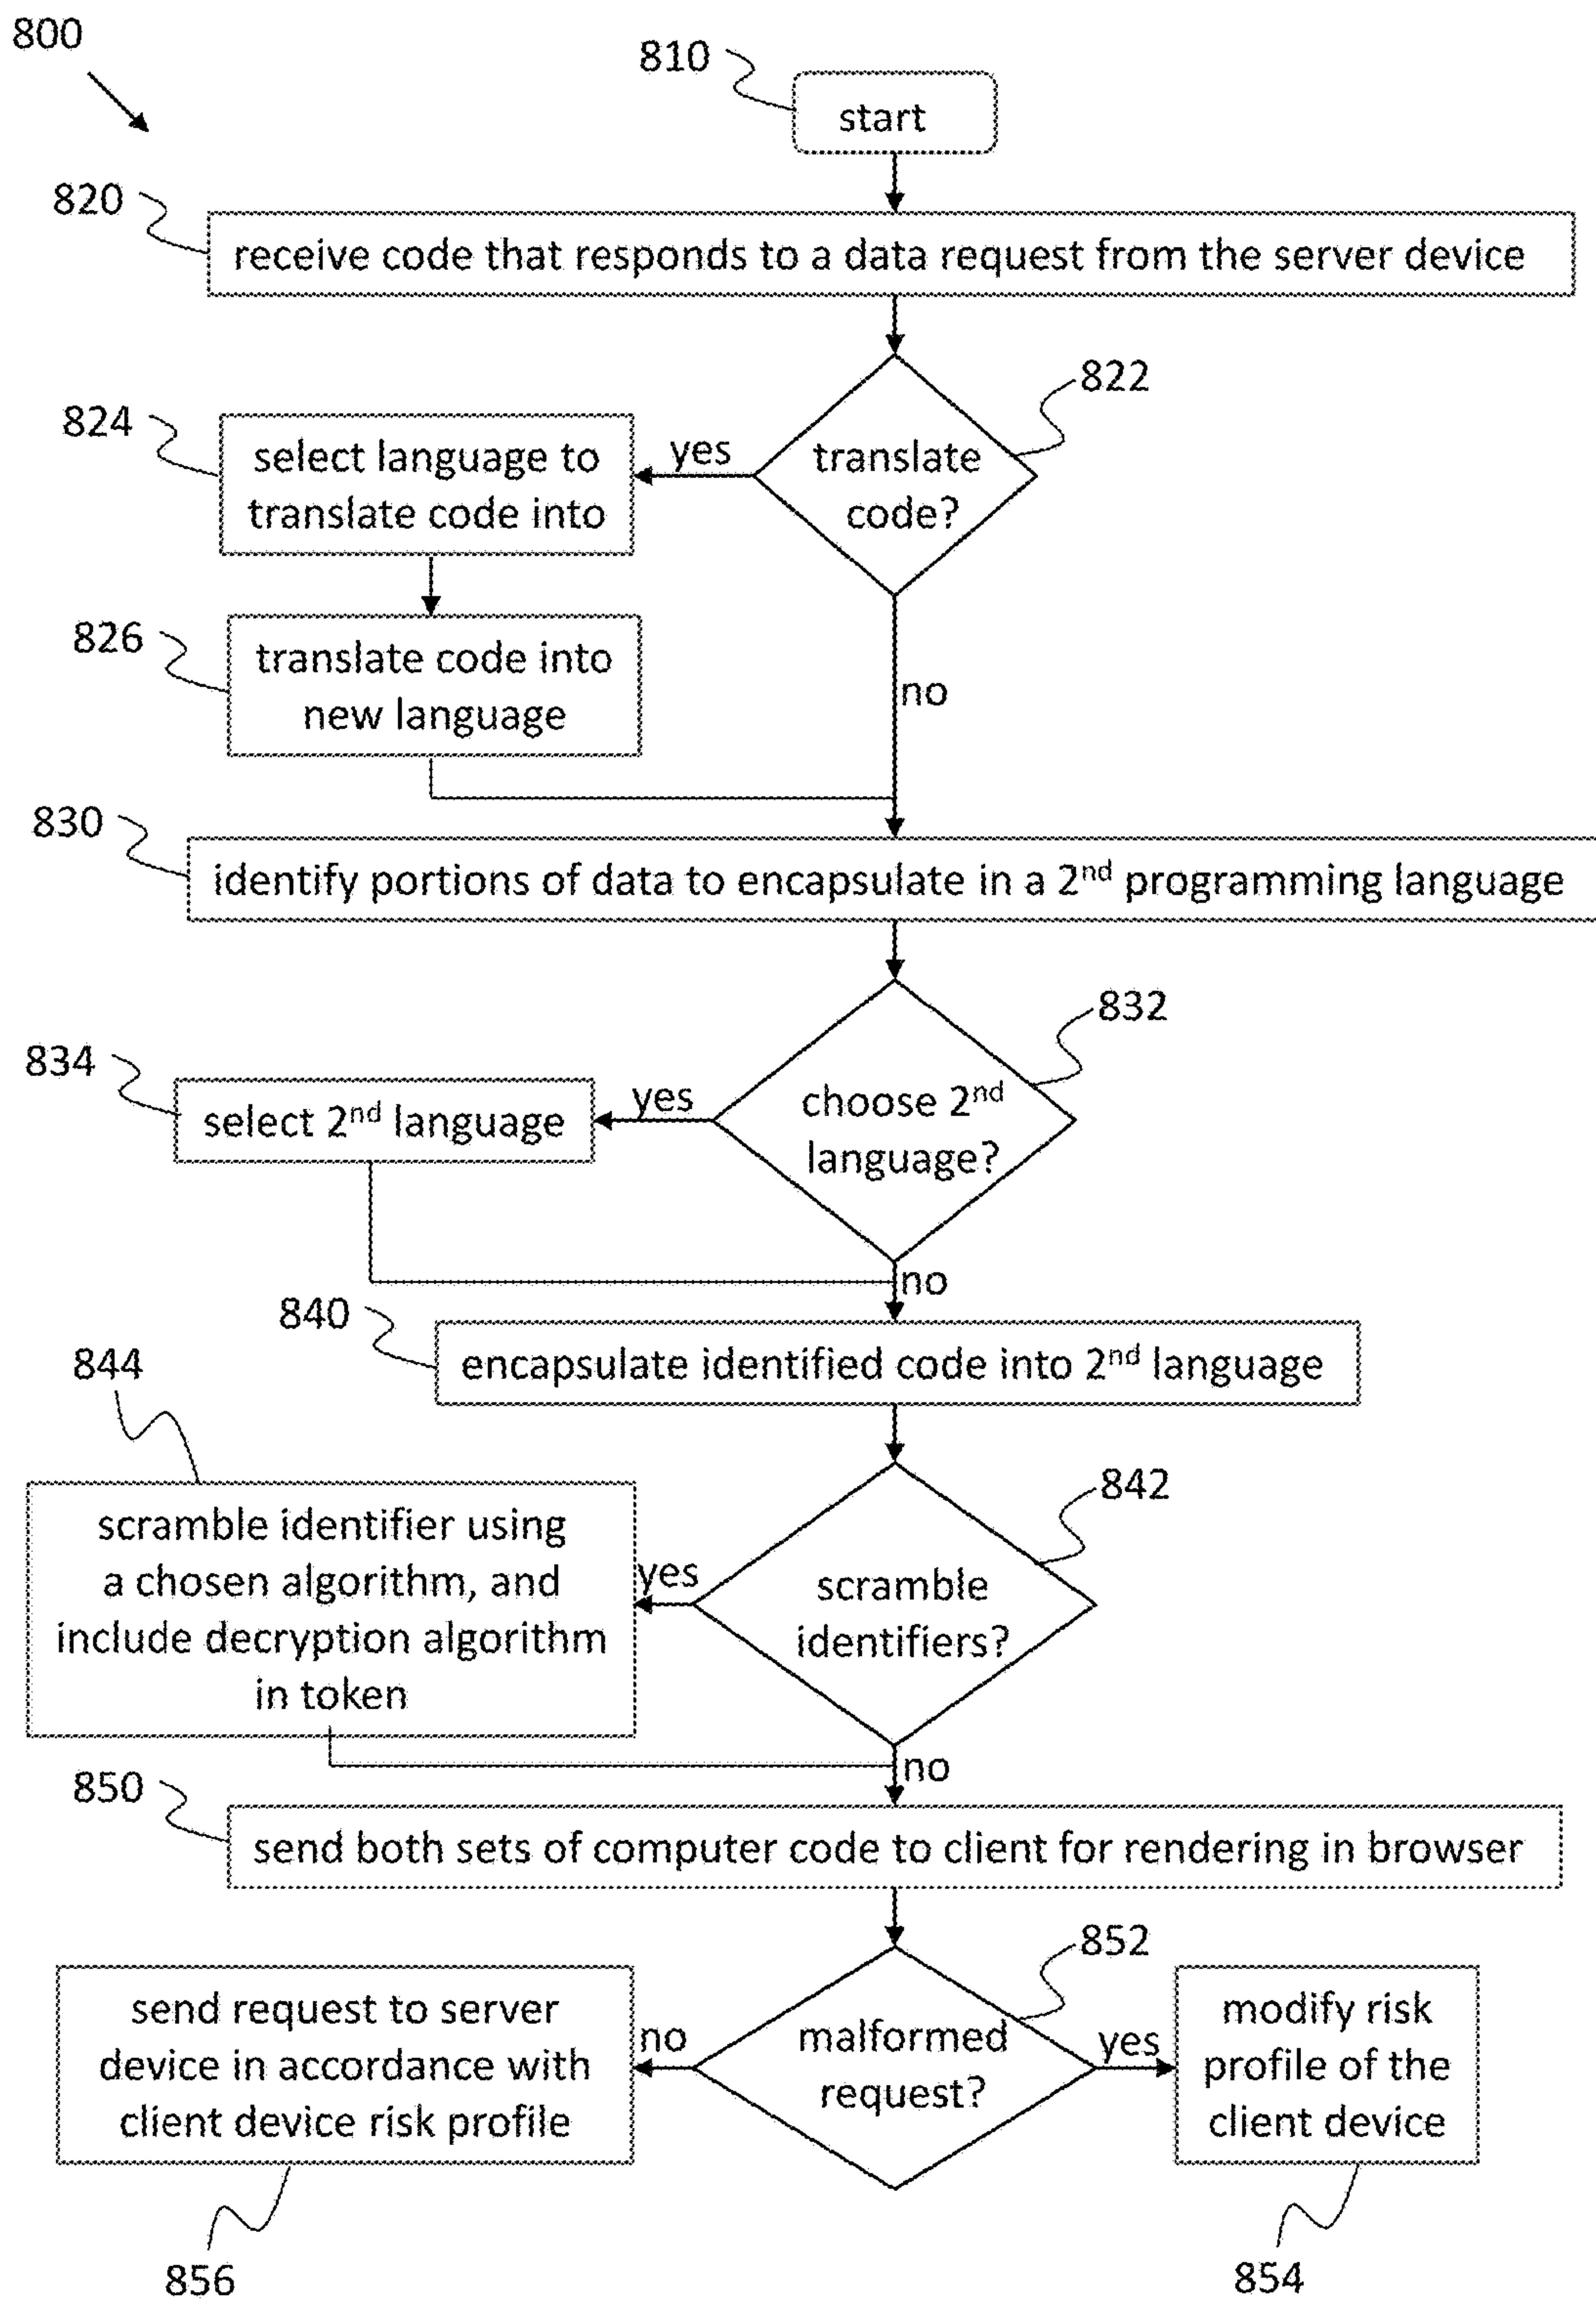 800
810
start
820
receive code that responds to a data request from the server device
822
824
select language to
translate code into
yes
translate
code?
826
translate code into
new language
no
830
identify portions of data to encapsulate in a 2nd programming language
832
834
select 2nd language
yes
choose 2nd
language?
no
840
encapsulate identified code into 2nd language
844
842
scramble identifier using
a chosen algorithm, and
include decryption algorithm
in token
yes
scramble
identifiers?
no
850
send both sets of computer code to client for rendering in browser
852
send request to server
device in accordance with
client device risk profile
no
malformed
request?
yes
modify risk
profile of the
client device
856
854